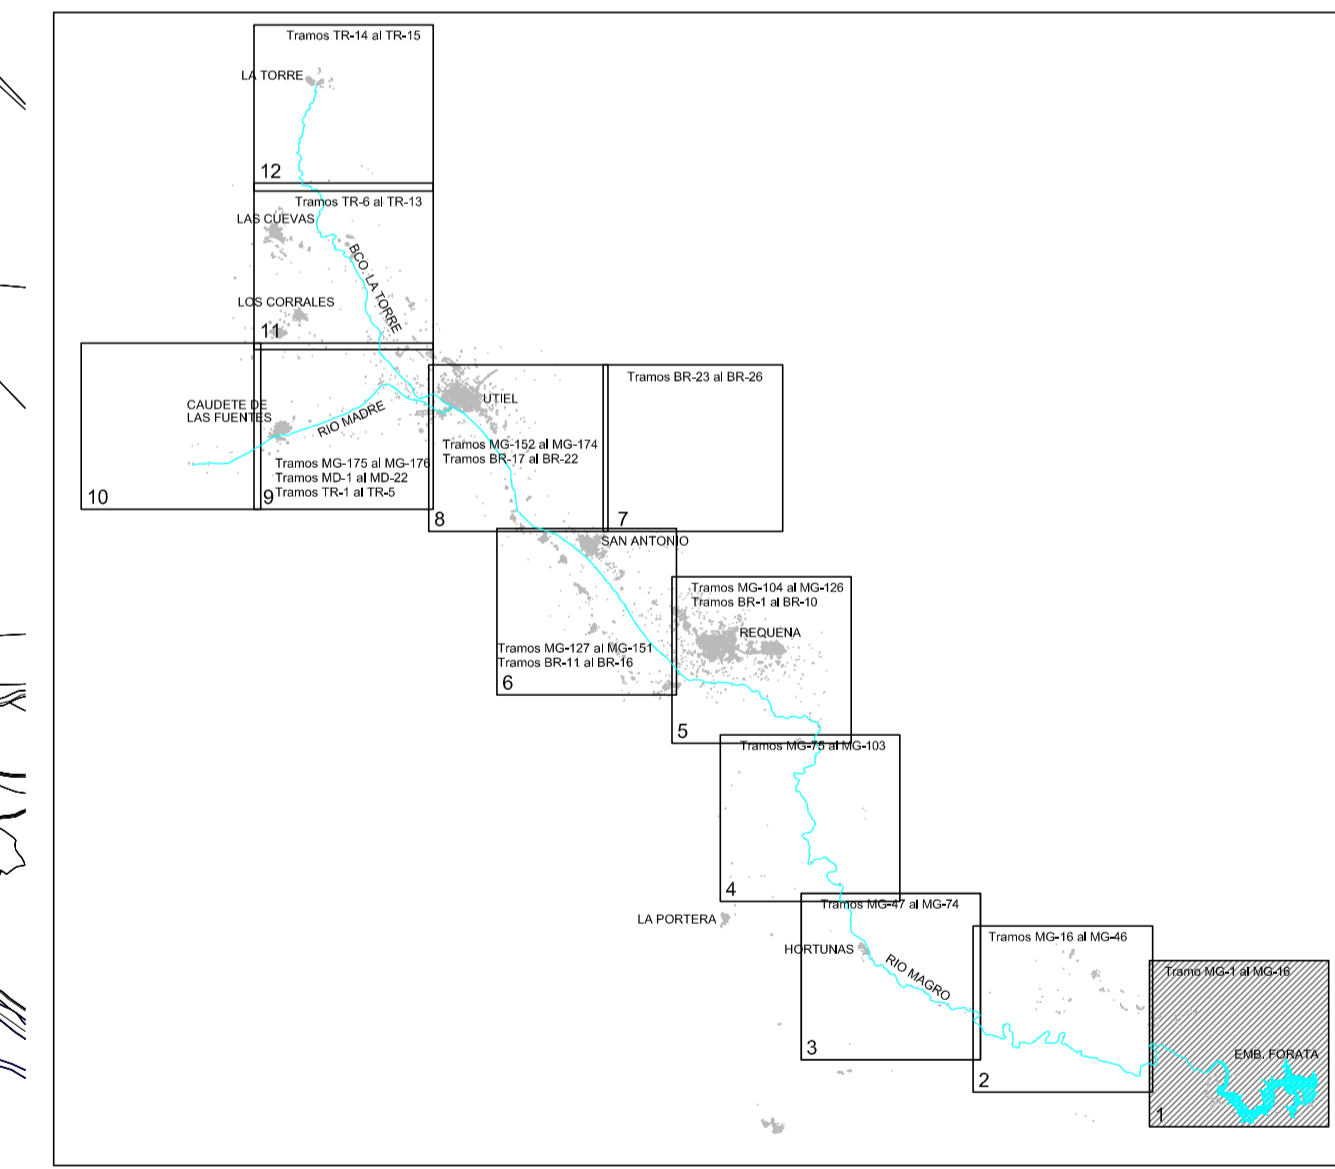 Tramos TR-14 al TR-15
LA TORRE
12
Tramos TR-6 al TR-13
LAS CUEVAS
BCO. LA TORRE
LOS CORRALES
11
CAUDETE DE
LAS FUENTES
RIO MADRE
Tramos MG-175 al MG-176
Tramos MD-1 al MD-22
Tramos TR-1 al TR-5
10
9
UTIEL
Tramos MG-152 al MG-174
Tramos BR-17 al BR-22
8
Tramos BR-23 al BR-26
7
SAN ANTONIO
Tramos MG-127 al MG-151
Tramos BR-11 al BR-16
6
Tramos MG-104 al MG-126
Tramos BR-1 al BR-10
REQUENA
5
Tramos MG-75 al MG-103
4
LA PORTERA
Tramos MG-47 al MG-74
HORTUNAS
RIO MAGRO
3
Tramos MG-16 al MG-46
2
Tramo MG-1 al MG-16
EMB. FORATA
1